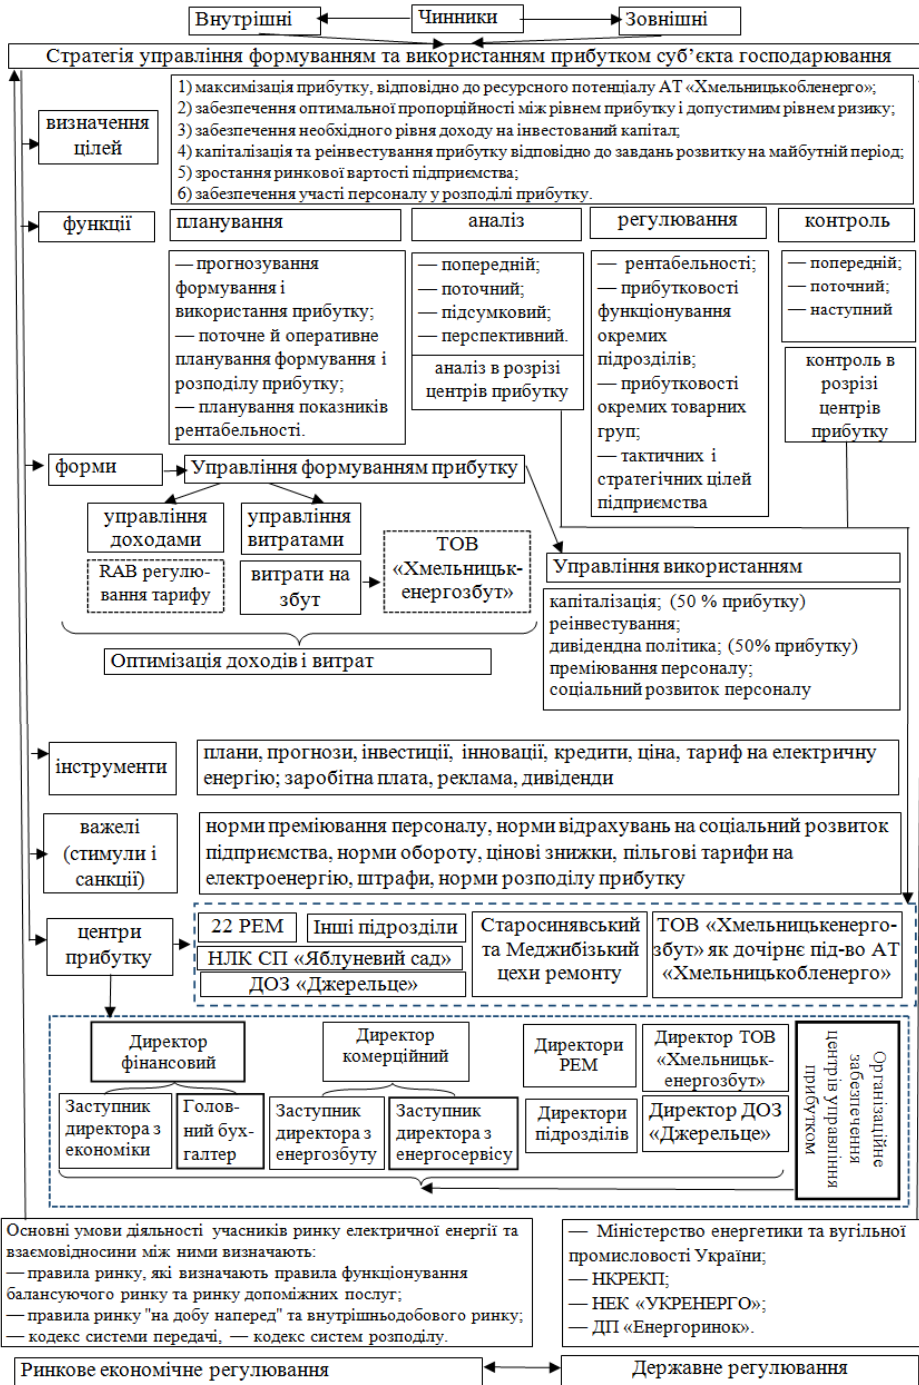 Внутрішні
Чинники
Зовнішні
Стратегія управління формуванням та використанням прибутком суб’єкта господарювання
визначення
цілей
1) максимізація прибутку, відповідно до ресурсного потенціалу АТ «Хмельницькобленерго»;
2) забезпечення оптимальної пропорційності між рівнем прибутку і допустимим рівнем ризику;
3) забезпечення необхідного рівня доходу на інвестований капітал;
4) капіталізація та реінвестування прибутку відповідно до завдань розвитку на майбутній період;
5) зростання ринкової вартості підприємства;
6) забезпечення участі персоналу у розподілі прибутку.
функції
планування
аналіз
регулювання
контроль
— прогнозування
формування і
використання прибутку;
— поточне й оперативне
планування формування і
розподілу прибутку;
— планування показників
рентабельності.
— попередній;
— поточний;
— підсумковий;
— перспективний.
аналіз в розрізі
центрів прибутку
— рентабельності;
— прибутковості
функціонування
окремих
підрозділів;
— прибутковості
окремих товарних
груп;
— тактичних і
стратегічних цілей
підприємства
— попередній;
— поточний;
— наступний
контроль в
розрізі
центрів
прибутку
форми
Управління формуванням прибутку
управління
доходами
управління
витратами
RAB регулю-
вання тарифу
витрати на
збут
ТОВ
«Хмельницьк-
енергозбут»
Управління використанням
капіталізація; (50 % прибутку)
реінвестування;
дивідендна політика; (50% прибутку)
преміювання персоналу;
соціальний розвиток персоналу
Оптимізація доходів і витрат
інструменти
плани, прогнози, інвестиції, інновації, кредити, ціна, тариф на електричну
енергію; заробітна плата, реклама, дивіденди
важелі
(стимули і
санкції)
норми преміювання персоналу, норми відрахувань на соціальний розвиток
підприємства, норми обороту, цінові знижки, пільгові тарифи на
електроенергію, штрафи, норми розподілу прибутку
центри
прибутку
22 РЕМ
Інші підрозділи
НЛК СП «Яблуневий сад»
ДОЗ «Джерельце»
Старосинявський
та Меджибізький
цехи ремонту
ТОВ «Хмельницькенерго-
збут» як дочірнє під-во АТ
«Хмельницькобленерго»
Директор
фінансовий
Директор
комерційний
Директори
РЕМ
Директор ТОВ
«Хмельницьк-
енергозбут»
Заступник
директора з
економіки
Голов-
ний бух-
галтер
Заступник
директора з
енергозбуту
Заступник
директора з
енергосервісу
Директори
підрозділів
Директор ДОЗ
«Джерельце»
Організаційне
забезпечення
центрів управління
прибутком
Основні умови діяльності учасників ринку електричної енергії та
взаємовідносини між ними визначають:
— правила ринку, які визначають правила функціонування
балансуючого ринку та ринку допоміжних послуг;
— правила ринку "на добу наперед" та внутрішньодобового ринку;
— кодекс системи передачі, — кодекс систем розподілу.
— Міністерство енергетики та вугільної
промисловості України;
— НКРЕКП;
— НЕК «УКРЕНЕРГО»;
— ДП «Енергоринок».
Ринкове економічне регулювання
Державне регулювання